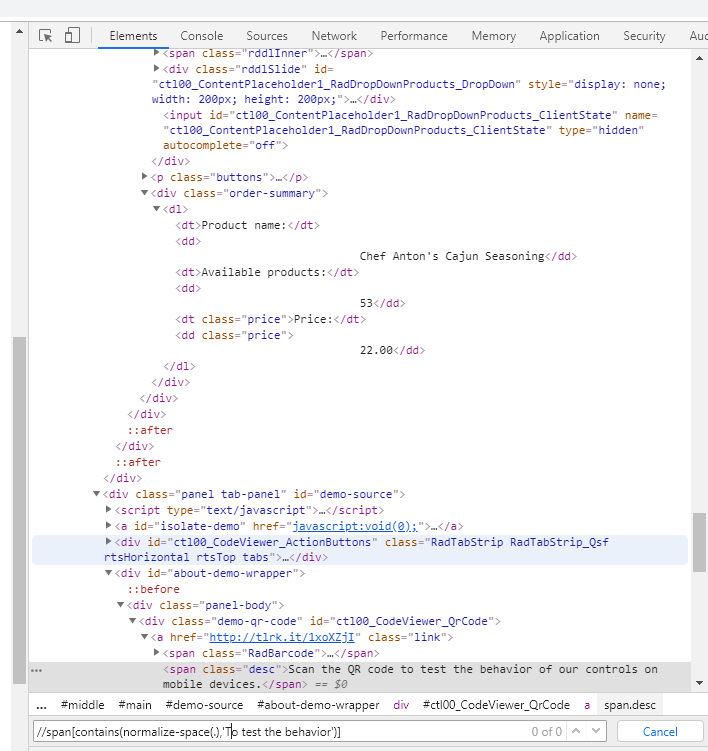 Elements Console Sources Network Performance Memory Application Security Auc
<span class="rddlInner">…</span>
<div class="rddlSlide" id=
"ctl00_ContentPlaceholder1_RadDropDownProducts_DropDown" style="display: none;
width: 200px; height: 200px;">…</div>
<input id="ctl00_ContentPlaceholder1_RadDropDownProducts_ClientState" name=
"ctl00_ContentPlaceholder1_RadDropDownProducts_ClientState" type="hidden"
autocomplete="off">
</div>
<p class="buttons">…</p>
<div class="order-summary">
<dl>
<dt>Product name:</dt>
<dd>
Chef Anton's Cajun Seasoning</dd>
<dt>Available products:</dt>
<dd>
53</dd>
<dt class="price">Price:</dt>
<dd class="price">
22.00</dd>
</dl>
</div>
</div>
</div>
::after
</div>
::after
</div>
<div class="panel tab-panel" id="demo-source">
<script type="text/javascript">…</script>
<a id="isolate-demo" href="javascript:void(0);">…</a>
<div id="ctl00_CodeViewer_ActionButtons" class="RadTabStrip RadTabStrip_Qsf
rtsHorizontal rtsTop tabs">…</div>
<div id="about-demo-wrapper">
::before
<div class="panel-body">
<div class="demo-qr-code" id="ctl00_CodeViewer_QrCode">
<a href="http://tlrk.it/1xoXZjI" class="link">
<span class="RadBarcode">…</span>
<span class="desc">Scan the QR code to test the behavior of our controls on
mobile devices.</span> == $0
... #middle #main #demo-source #about-demo-wrapper div #ctl00_CodeViewer_QrCode a span.desc
//span[contains(normalize-space(.),'To test the behavior')] 0 of 0 Cancel